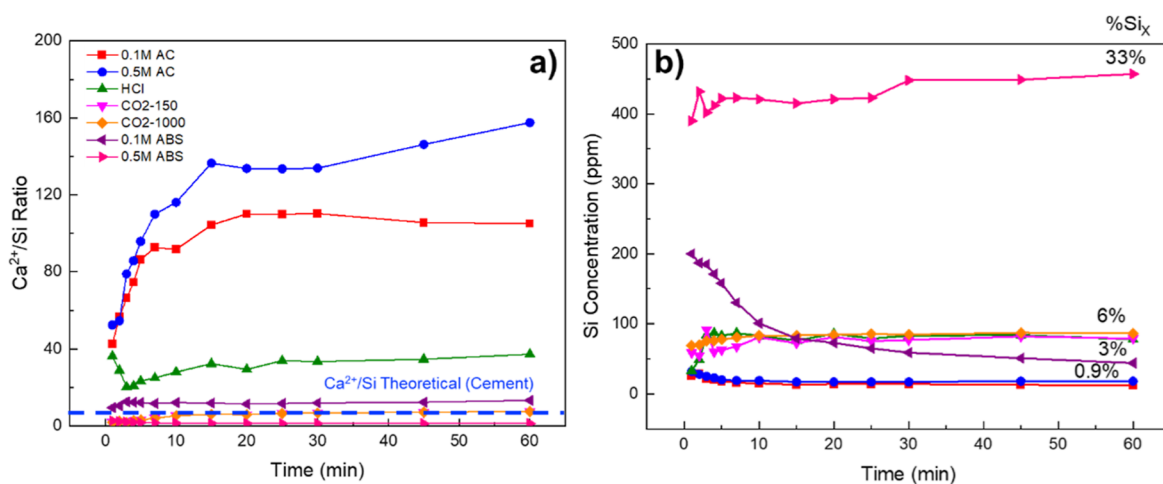 a)
200
160
120
80
40
0
0.1M AC
0.5M AC
HCl
CO2-150
CO2-1000
0.1M ABS
0.5M ABS
Ca²⁺/Si Ratio
Ca²⁺/Si Theoretical (Cement)
0 10 20 30 40 50 60
Time (min)
b)
%Siₓ
500
400
300
200
100
0
33%
6%
3%
0.9%
Si Concentration (ppm)
0 10 20 30 40 50 60
Time (min)